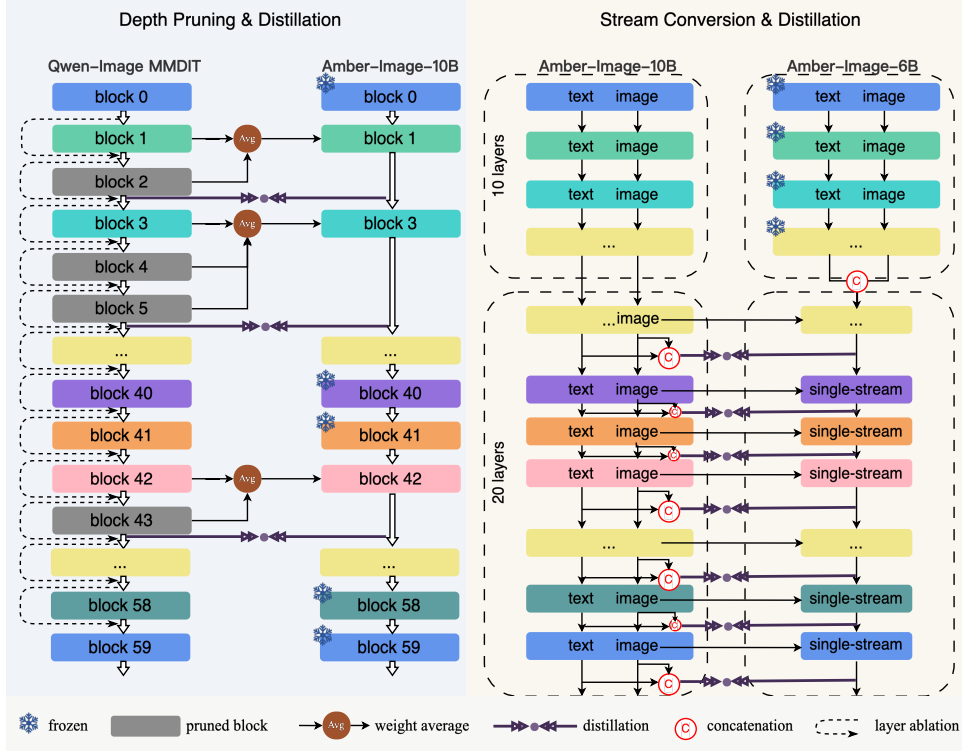 Depth Pruning & Distillation
Qwen-Image MMDIT
Amber-Image-10B
block 0
block 0
block 1
Avg
block 1
block 2
block 3
Avg
block 3
block 4
block 5
...
...
block 40
block 40
block 41
block 41
block 42
Avg
block 42
block 43
...
...
block 58
block 58
block 59
block 59
Stream Conversion & Distillation
Amber-Image-10B
Amber-Image-6B
10 layers
text image
text image
text image
text image
text image
text image
...
...
C
20 layers
...image
...
C
text image
single-stream
C
text image
single-stream
C
text image
single-stream
C
...
...
C
text image
single-stream
C
text image
single-stream
C
frozen
pruned block
Avg
weight average
distillation
C
concatenation
layer ablation